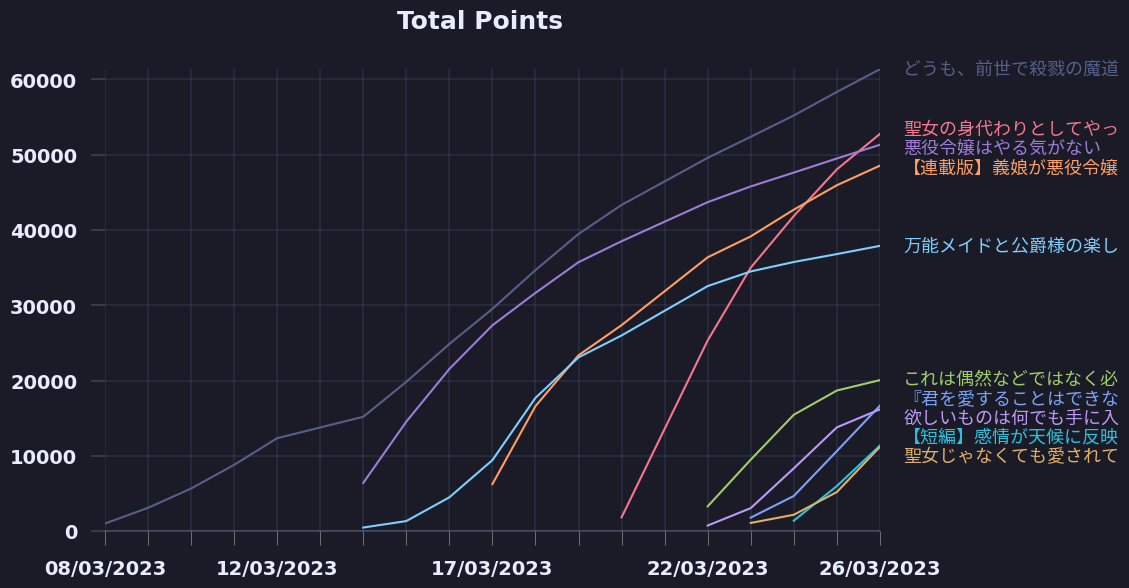 Total Points
60000
50000
40000
30000
20000
10000
0
08/03/2023
12/03/2023
17/03/2023
22/03/2023
26/03/2023
どうも、前世で殺戮の魔道
聖女の身代わりとしてやっ
悪役令嬢はやる気がない
【連載版】義娘が悪役令嬢
万能メイドと公爵様の楽し
これは偶然などではなく必
『君を愛することはできな
欲しいものは何でも手に入
【短編】感情が天候に反映
聖女じゃなくても愛されて